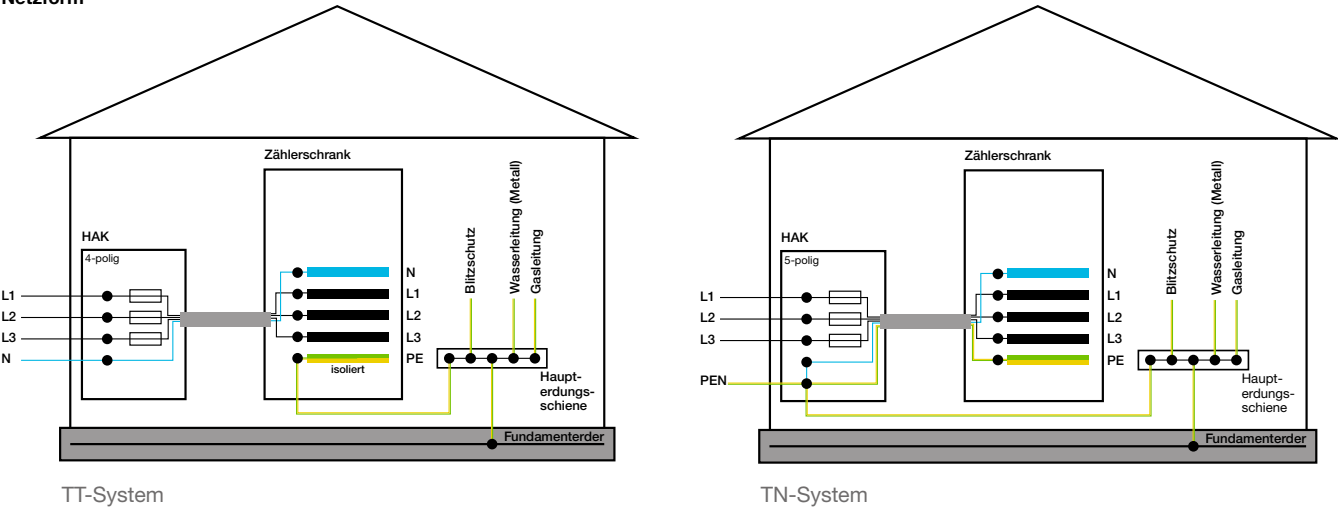 Netzform
Zählerschrank
HAK
4-polig
L1
L2
L3
N
N
L1
L2
L3
PE
isoliert
Blitzschutz
Wasserleitung (Metall)
Gasleitung
Haupt-
erdungs-
schiene
Fundamenterder
TT-System
Zählerschrank
HAK
5-polig
L1
L2
L3
PEN
N
L1
L2
L3
PE
Blitzschutz
Wasserleitung (Metall)
Gasleitung
Haupt-
erdungs-
schiene
Fundamenterder
TN-System